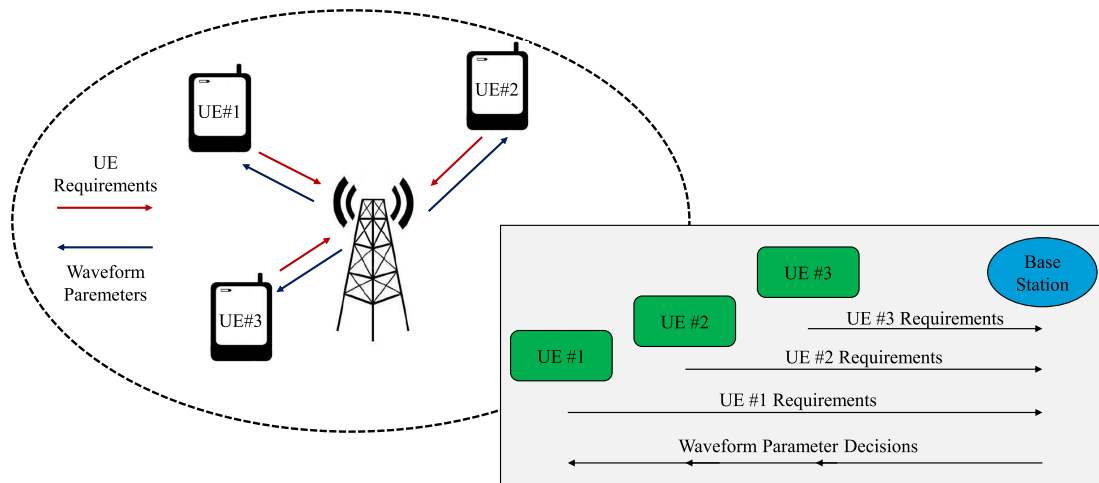 UE#1
UE#2
UE
Requirements
Waveform
Paremeters
UE#3
Base
Station
UE #3
UE #3 Requirements
UE #2
UE #2 Requirements
UE #1
UE #1 Requirements
Waveform Parameter Decisions